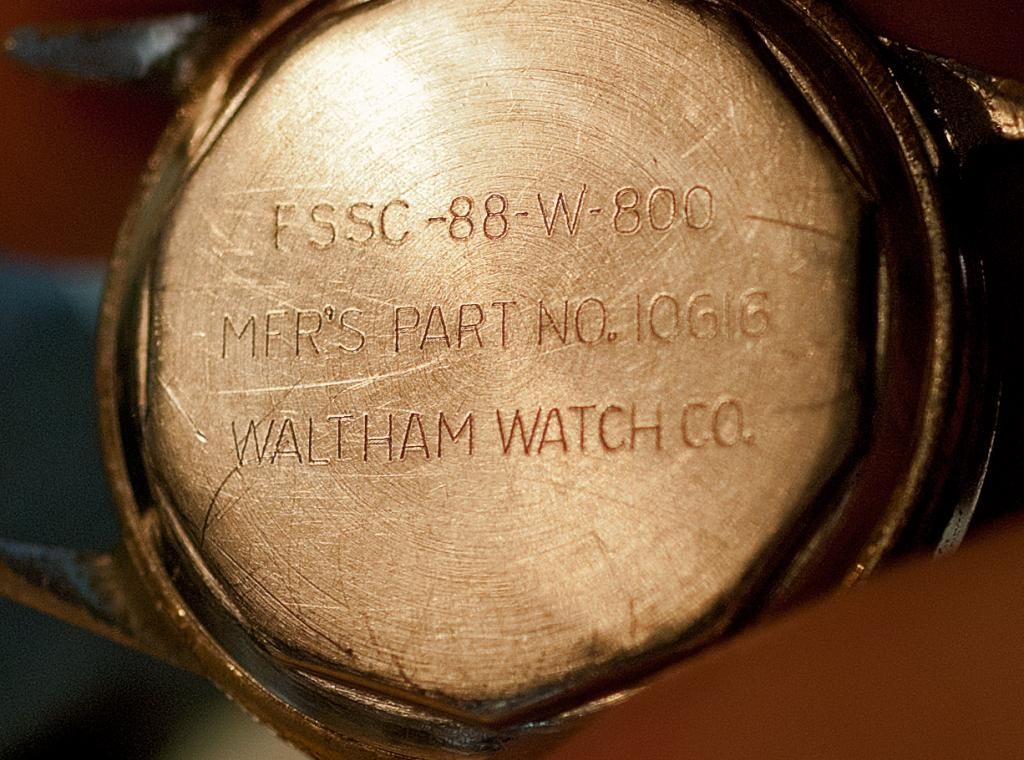 FSSC-88-W-800
MFR'S PART NO. 10616
WALTHAM WATCH CO.